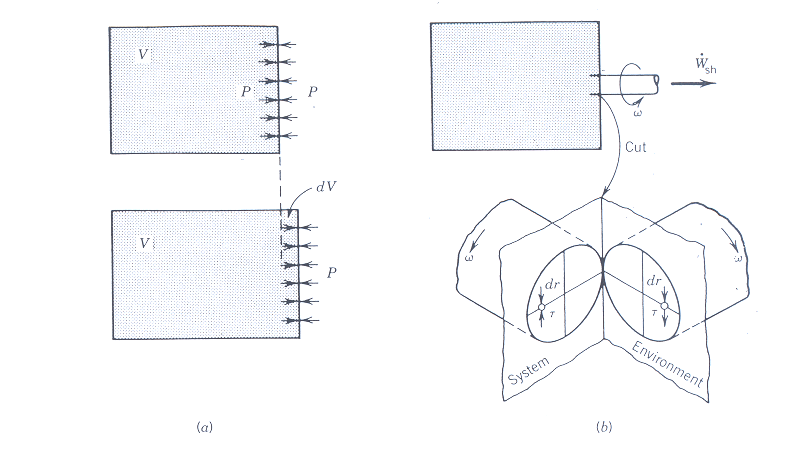 V
P
P
dV
V
P
(a)
Ẇsh
ω
Cut
ω
ω
dr
τ
dr
τ
System
Environment
(b)